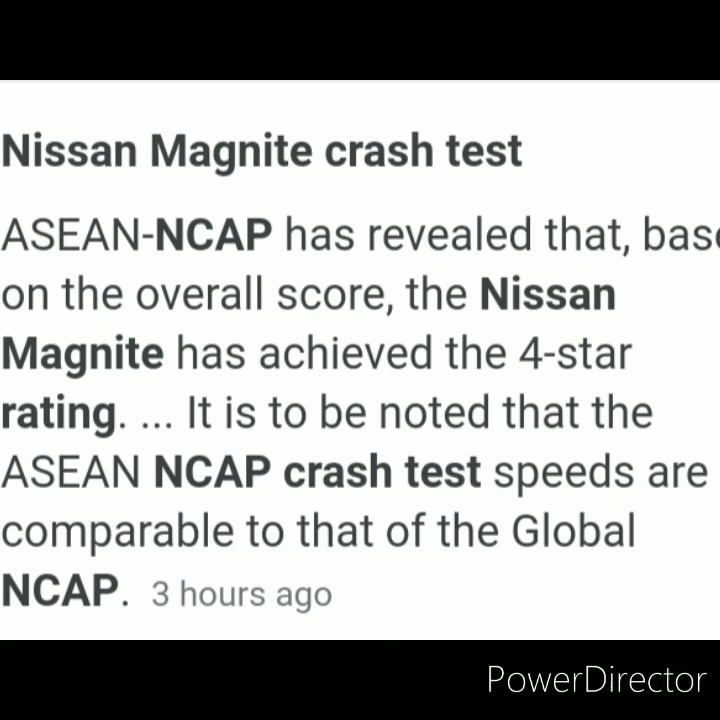 Nissan Magnite crash test
ASEAN-NCAP has revealed that,
on the overall score, the Nissan
Magnite has achieved the 4-star
rating. ... It is to be noted that the
ASEAN NCAP crash test speeds are
comparable to that of the Global
NCAP. 3 hours ago
PowerDirector